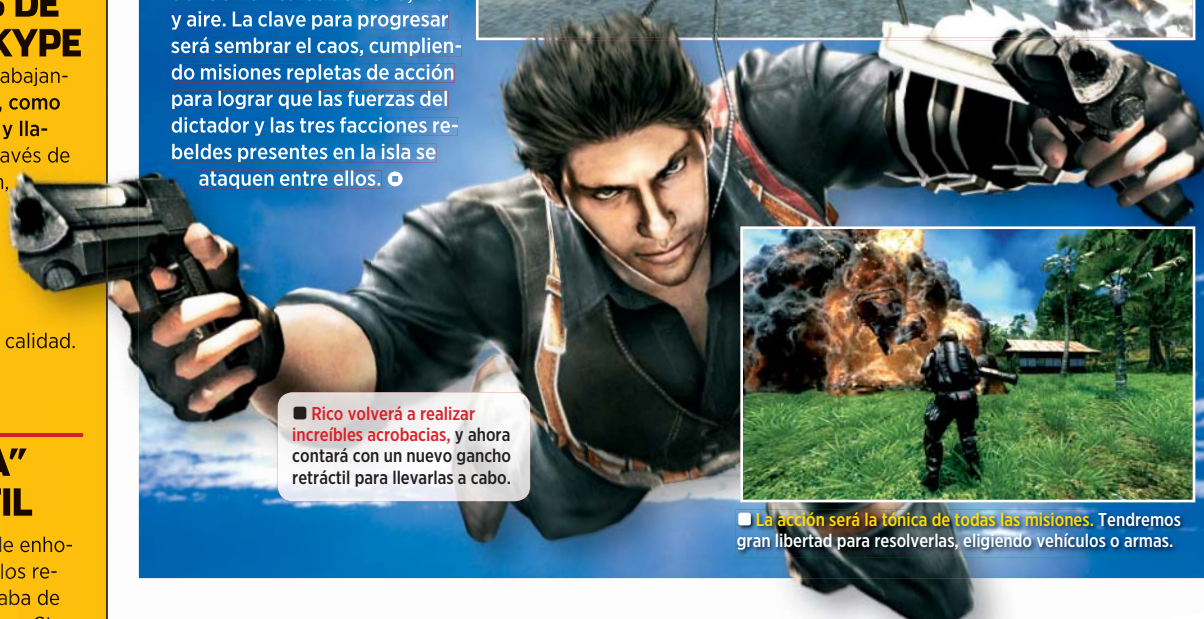 S DE
KYPE
abajan-
, como
y lla-
avés de
n,
calidad.
A”
TIL
de enho-
los re-
aba de
y aire. La clave para progresar
será sembrar el caos, cumplien-
do misiones repletas de acción
para lograr que las fuerzas del
dictador y las tres facciones re-
beldes presentes en la isla se
ataquen entre ellos.
Rico volverá a realizar
increíbles acrobacias, y ahora
contará con un nuevo gancho
retráctil para llevarlas a cabo.
La acción será la tónica de todas las misiones. Tendremos
gran libertad para resolverlas, eligiendo vehículos o armas.